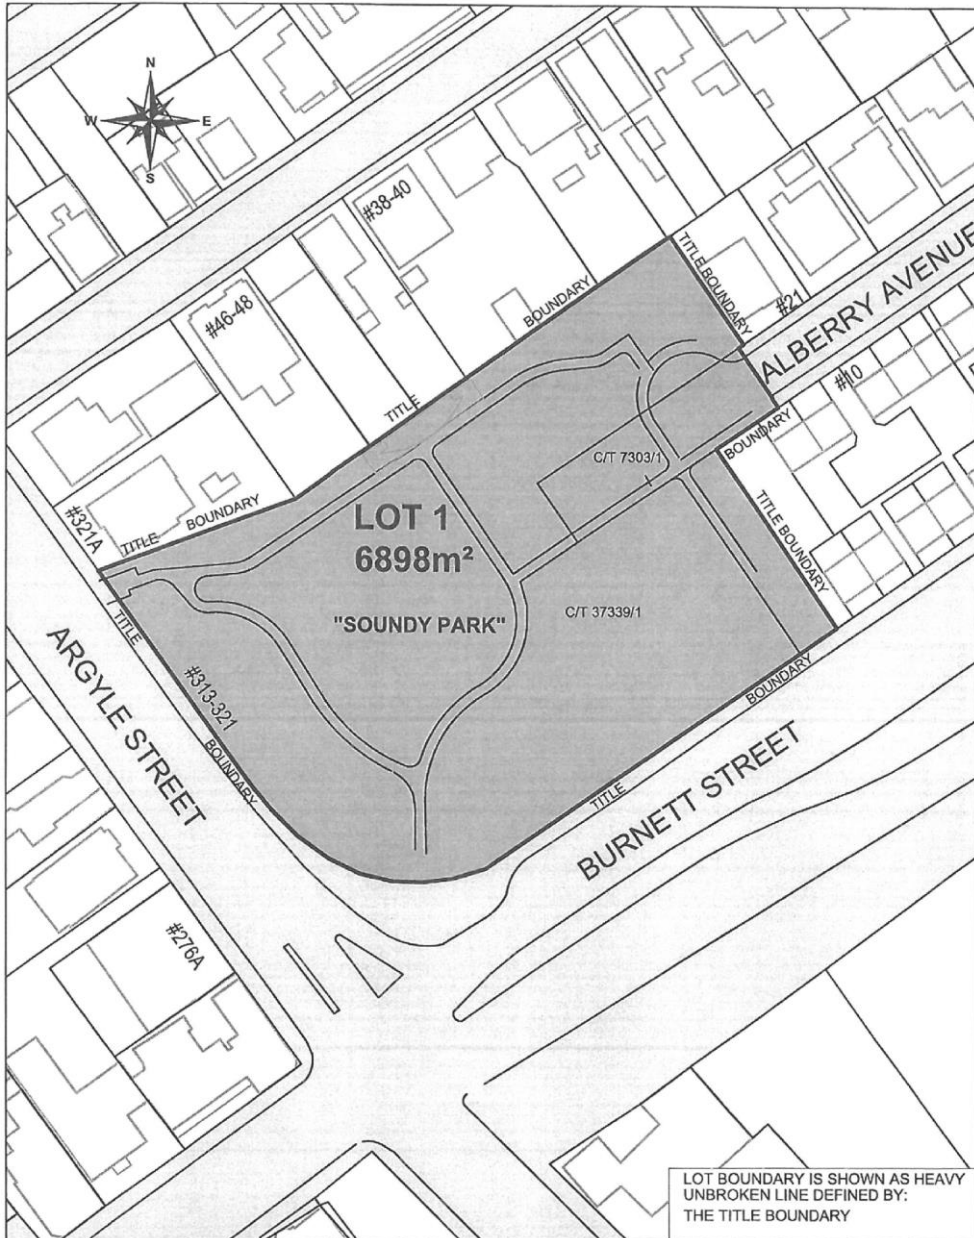 N
W
E
S
#38-40
#46-48
TITLE BOUNDARY
#21
ALBERRY AVENUE
BOUNDARY
TITLE
#10
BOUNDARY
C/T 7303/1
LOT 1
6898m²
"SOUNDY PARK"
C/T 37339/1
TITLE BOUNDARY
#321A
TITLE
BOUNDARY
TITLE
#313-321
BOUNDARY
ARGYLE STREET
BOUNDARY
TITLE
BURNETT STREET
#276A
LOT BOUNDARY IS SHOWN AS HEAVY
UNBROKEN LINE DEFINED BY:
THE TITLE BOUNDARY